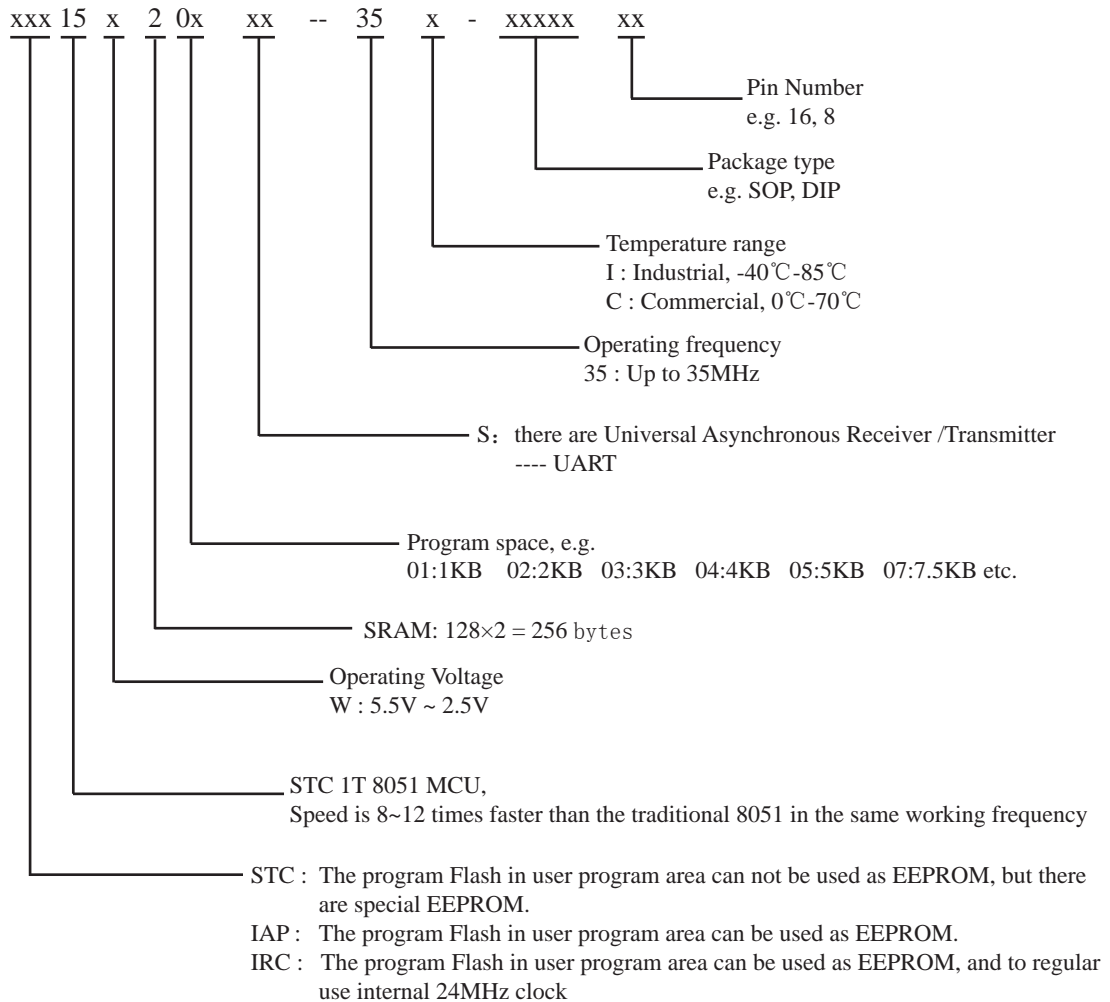 xxx 15 x 2 0x xx -- 35 x - xxxxx xx
Pin Number
e.g. 16, 8
Package type
e.g. SOP, DIP
Temperature range
I : Industrial, -40℃-85℃
C : Commercial, 0℃-70℃
Operating frequency
35 : Up to 35MHz
S： there are Universal Asynchronous Receiver /Transmitter
---- UART
Program space, e.g.
01:1KB 02:2KB 03:3KB 04:4KB 05:5KB 07:7.5KB etc.
SRAM: 128×2 = 256 bytes
Operating Voltage
W : 5.5V ~ 2.5V
STC 1T 8051 MCU,
Speed is 8~12 times faster than the traditional 8051 in the same working frequency
STC : The program Flash in user program area can not be used as EEPROM, but there
are special EEPROM.
IAP : The program Flash in user program area can be used as EEPROM.
IRC : The program Flash in user program area can be used as EEPROM, and to regular
use internal 24MHz clock